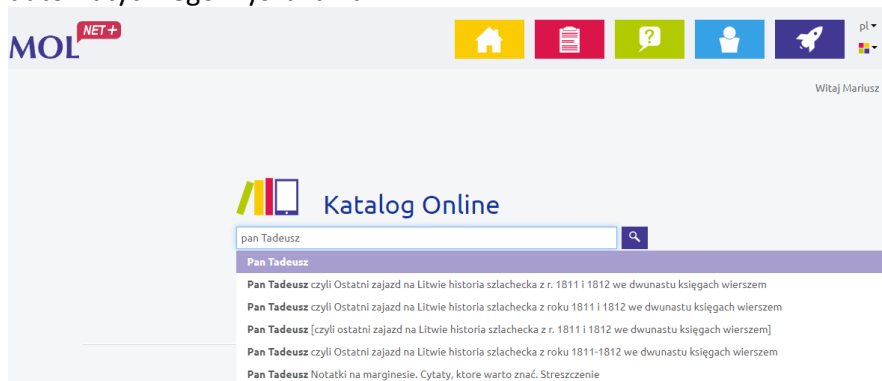 MOL NET+
pl
Witaj Mariusz
Katalog Online
pan Tadeusz
Pan Tadeusz
Pan Tadeusz czyli Ostatni zajazd na Litwie historia szlachecka z r. 1811 i 1812 we dwunastu księgach wierszem
Pan Tadeusz czyli Ostatni zajazd na Litwie historia szlachecka z roku 1811 i 1812 we dwunastu księgach wierszem
Pan Tadeusz [czyli ostatni zajazd na Litwie historia szlachecka z r. 1811 i 1812 we dwunastu księgach wierszem]
Pan Tadeusz czyli Ostatni zajazd na Litwie historia szlachecka z roku 1811-1812 we dwunastu księgach wierszem
Pan Tadeusz Notatki na marginesie. Cytaty, ktore warto znać. Streszczenie